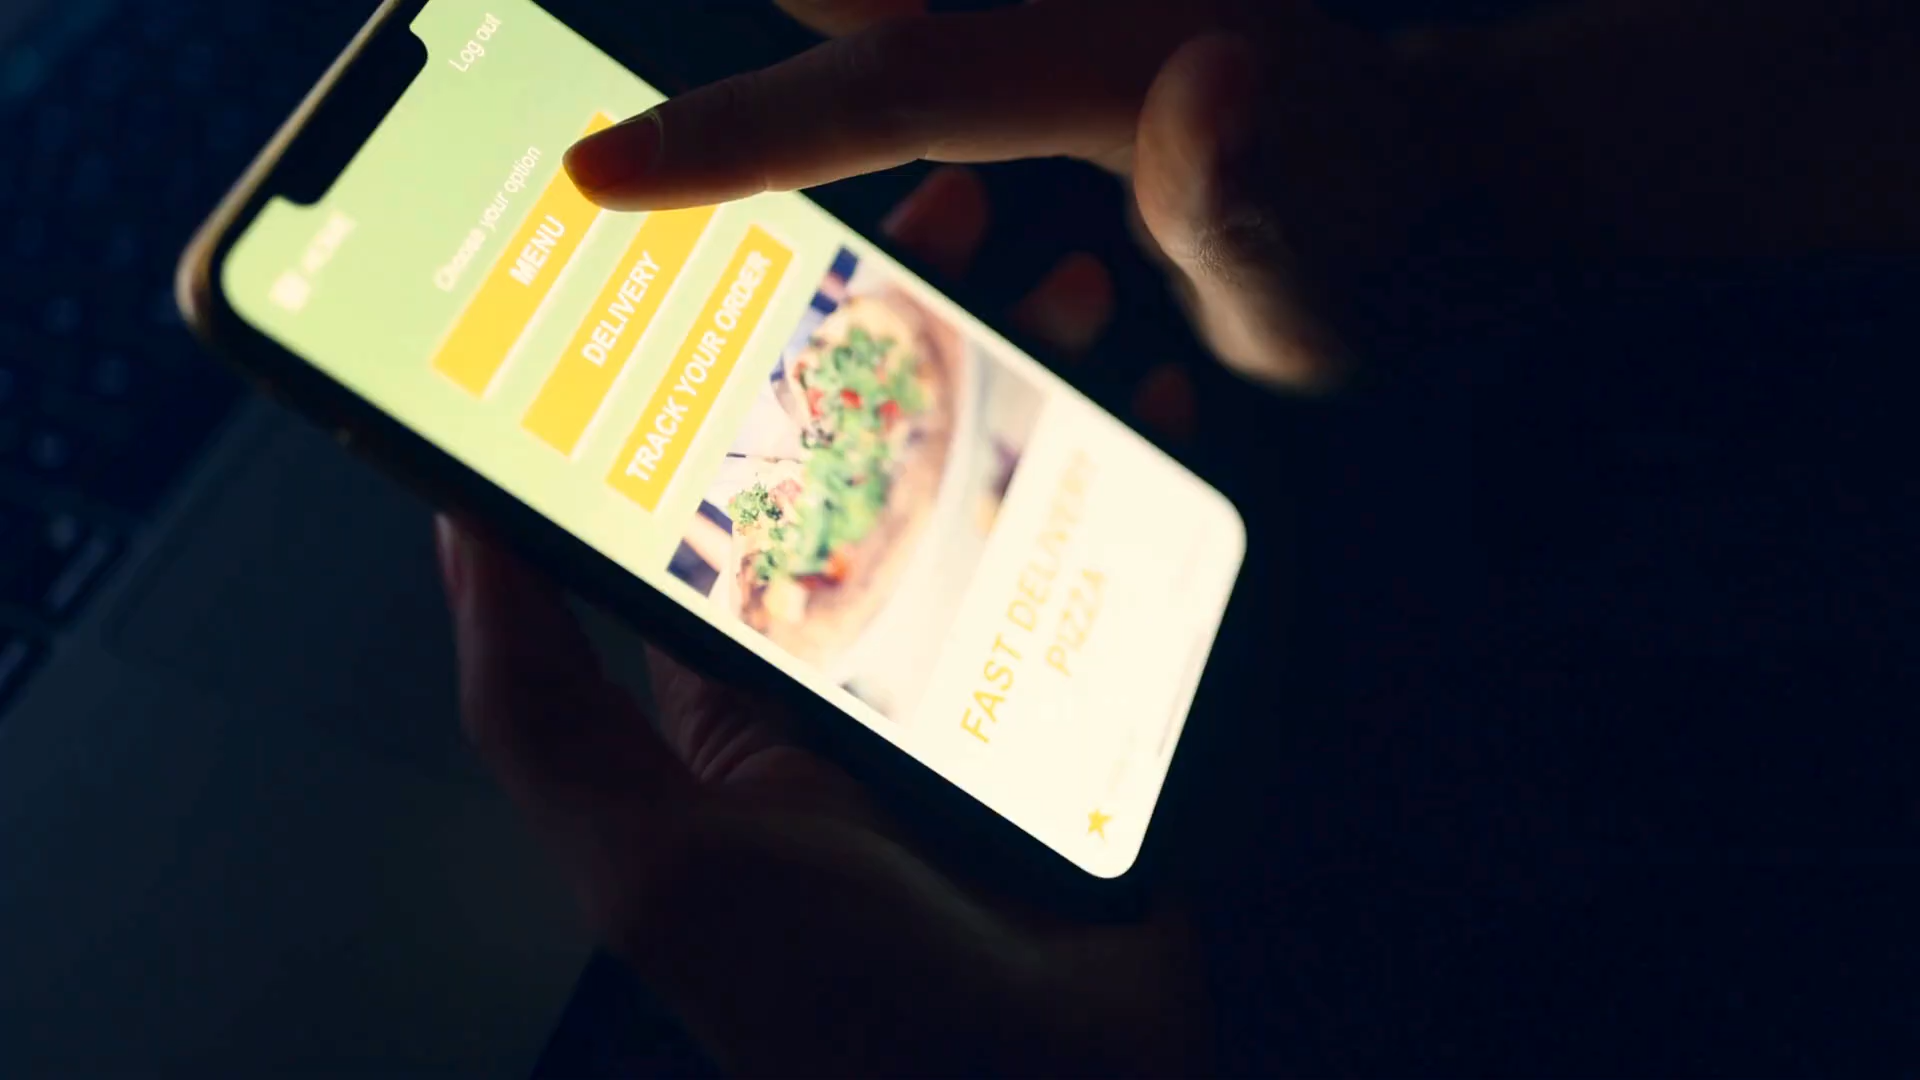 Log out
Choose your option
MENU
DELIVERY
TRACK YOUR ORDER
FAST DELIVERY
PIZZA